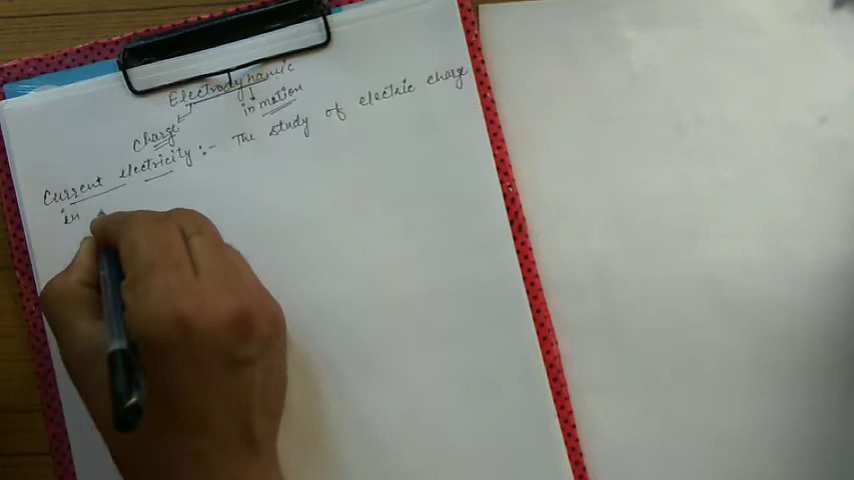 Electrodynamic
in motion
charge
Current electricity :- The study of electric charge
in